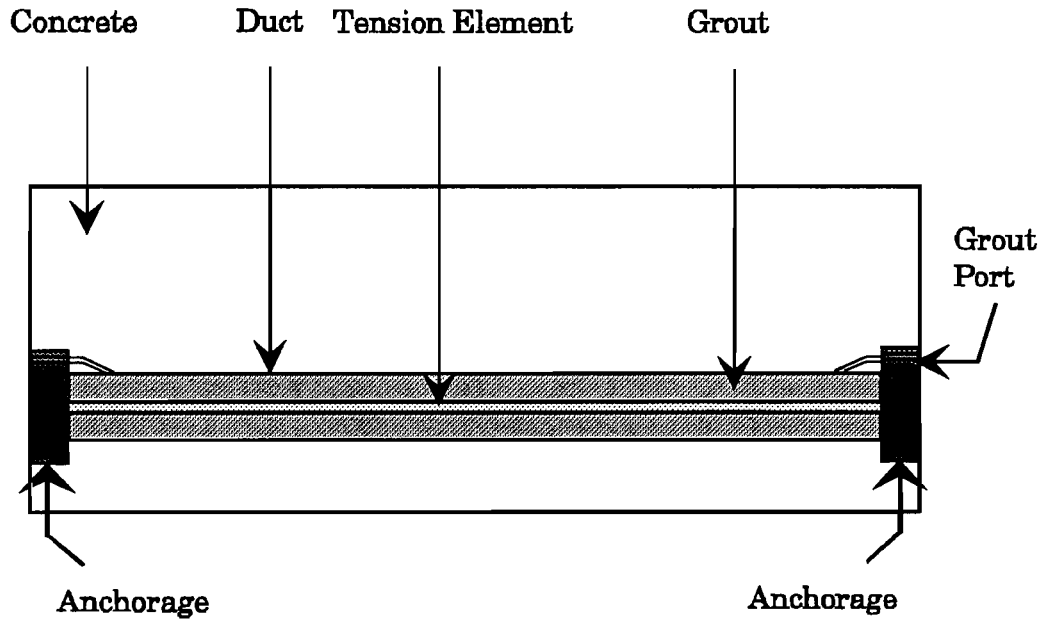 Concrete
Duct
Tension Element
Grout
Grout
Port
Anchorage
Anchorage